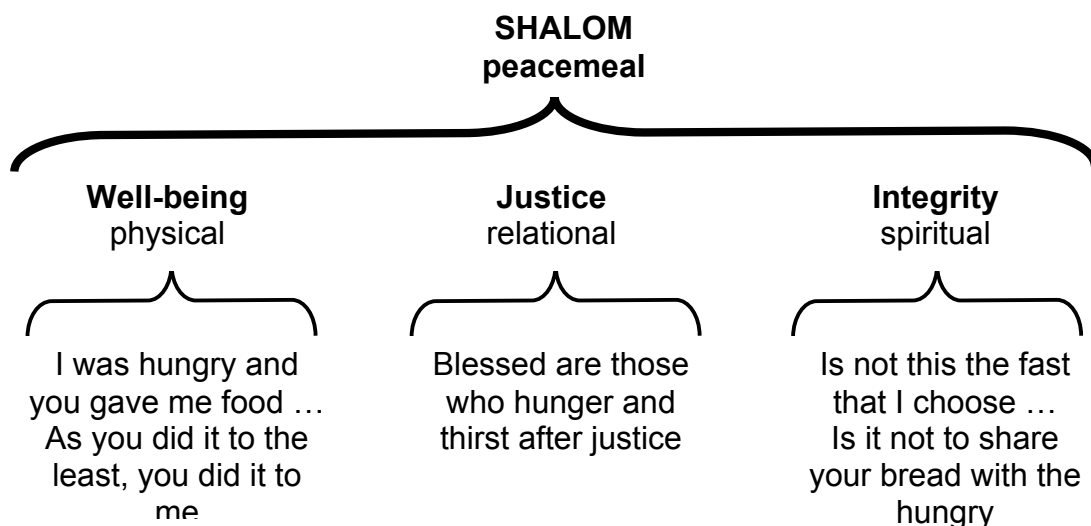 SHALOM
peacemeal
Well-being
physical
I was hungry and
you gave me food …
As you did it to the
least, you did it to
me
Justice
relational
Blessed are those
who hunger and
thirst after justice
Integrity
spiritual
Is not this the fast
that I choose …
Is it not to share
your bread with the
hungry